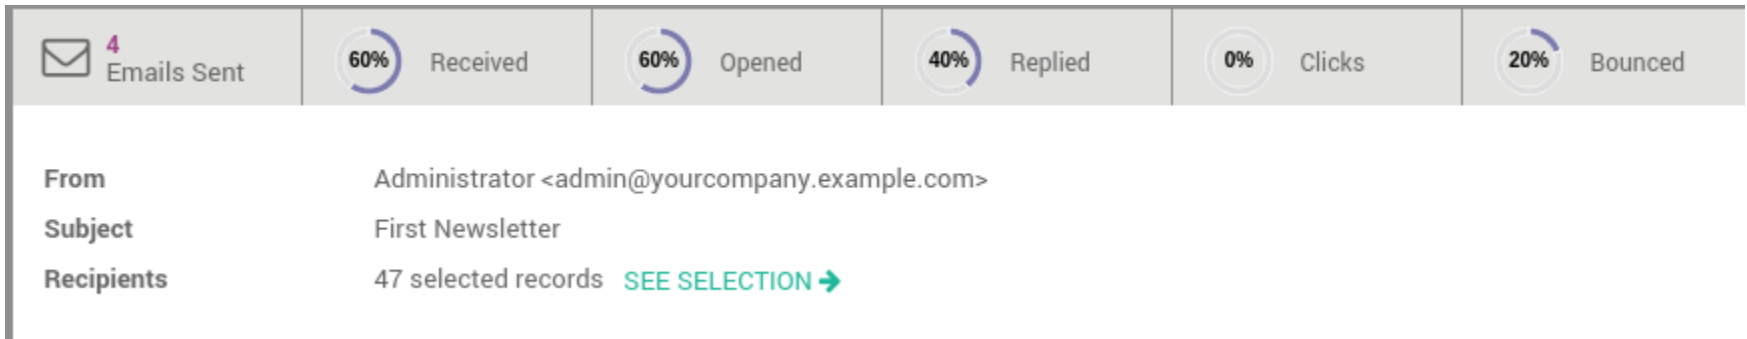 4
Emails Sent
60% Received
60% Opened
40% Replied
0% Clicks
20% Bounced
From Administrator <admin@yourcompany.example.com>
Subject First Newsletter
Recipients 47 selected records SEE SELECTION